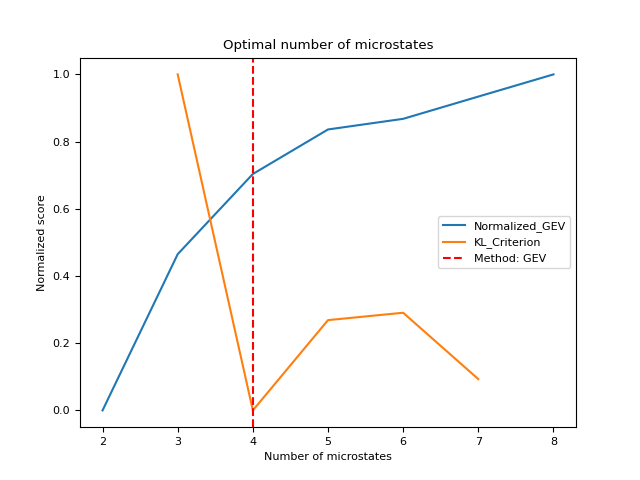 Optimal number of microstates
1.0
0.8
0.6
0.4
0.2
0.0
Normalized score
Normalized_GEV
KL_Criterion
Method: GEV
2 3 4 5 6 7 8
Number of microstates